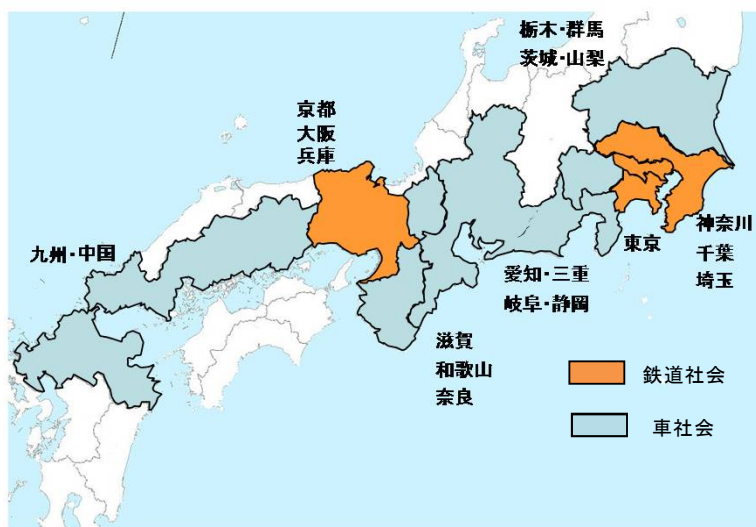 栃木・群馬
茨城・山梨
京都
大阪
兵庫
九州・中国
神奈川
千葉
埼玉
東京
愛知・三重
岐阜・静岡
滋賀
和歌山
奈良
鉄道社会
車社会